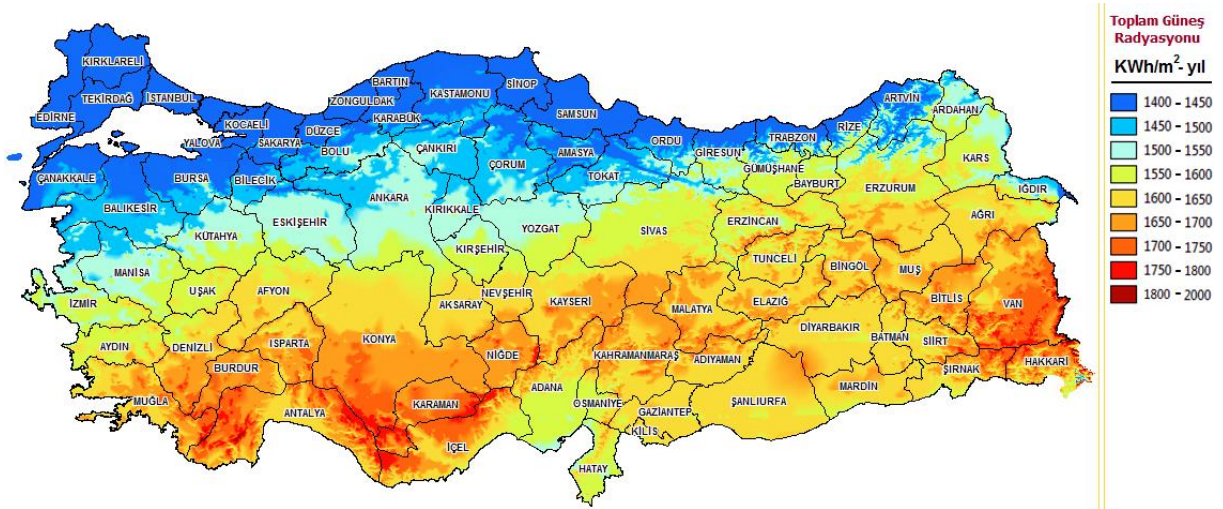 Toplam Güneş
Radyasyonu
KWh/m²- yıl
1400 - 1450
1450 - 1500
1500 - 1550
1550 - 1600
1600 - 1650
1650 - 1700
1700 - 1750
1750 - 1800
1800 - 2000
KIRKLARELİ
TEKİRDAĞ
İSTANBUL
EDİRNE
KOCAELİ
YALOVA
SAKARYA
DÜZCE
ZONGULDAK
BARTIN
KARABÜK
KASTAMONU
SİNOP
SAMSUN
BOLU
ÇANKIRI
ÇORUM
AMASYA
TOKAT
ORDU
GİRESUN
TRABZON
RİZE
ARTVİN
ARDAHAN
KARS
GÜMÜŞHANE
BAYBURT
ERZURUM
IĞDIR
AĞRI
ÇANAKKALE
BURSA
BİLECİK
BALIKESİR
KÜTAHYA
ESKİŞEHİR
ANKARA
KIRIKKALE
YOZGAT
KIRŞEHİR
SİVAS
ERZİNCAN
TUNCELİ
BİNGÖL
MUŞ
BİTLİS
VAN
MANİSA
İZMİR
UŞAK
AFYON
AKSARAY
NEVŞEHİR
KAYSERİ
MALATYA
ELAZIĞ
DİYARBAKIR
BATMAN
SİİRT
ŞIRNAK
HAKKARİ
AYDIN
DENİZLİ
ISPARTA
BURDUR
KONYA
NİĞDE
KAHRAMANMARAŞ
ADIYAMAN
MARDİN
ŞANLIURFA
MUĞLA
ANTALYA
KARAMAN
İÇEL
ADANA
OSMANİYE
GAZİANTEP
KİLİS
HATAY